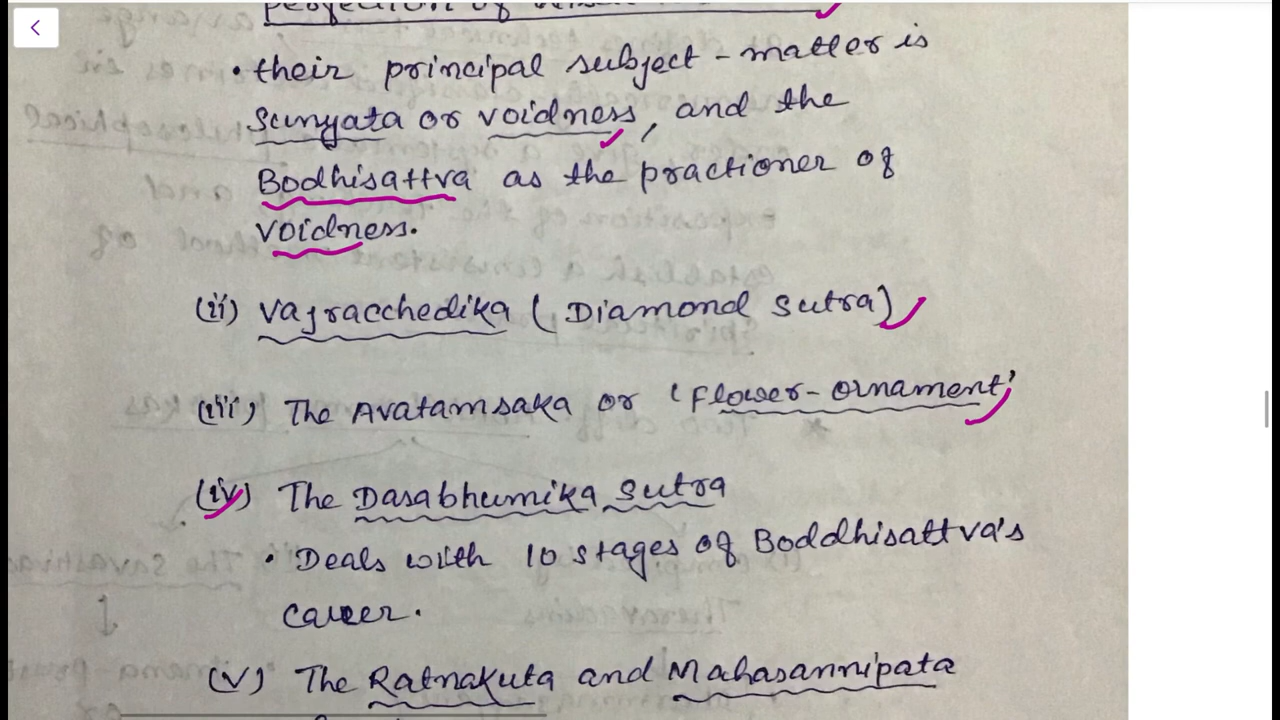 • their principal subject-matter is
Sunyata or voidness, and the
Bodhisattva as the practioner of
voidness.
(ii) Vajracchedika (Diamond Sutra)
(iii) The Avatamsaka or 'Flower-Ornament'
(iv) The Dasabhumika Sutra
• Deals with 10 stages of Boddhisattva's
career.
(v) The Ratnakuta and Mahasannipata